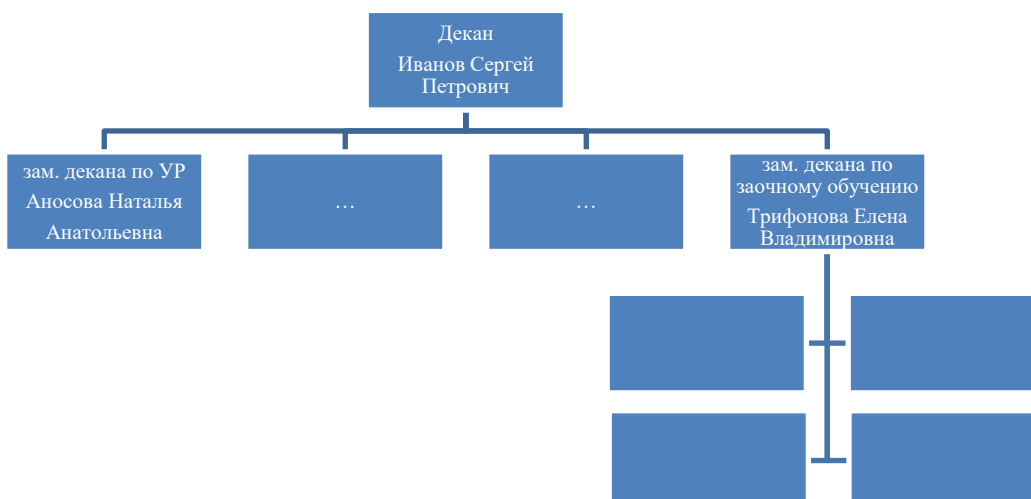 Декан
Иванов Сергей
Петрович
зам. декана по УР
Аносова Наталья
Анатольевна
…
…
зам. декана по
заочному обучению
Трифонова Елена
Владимировна